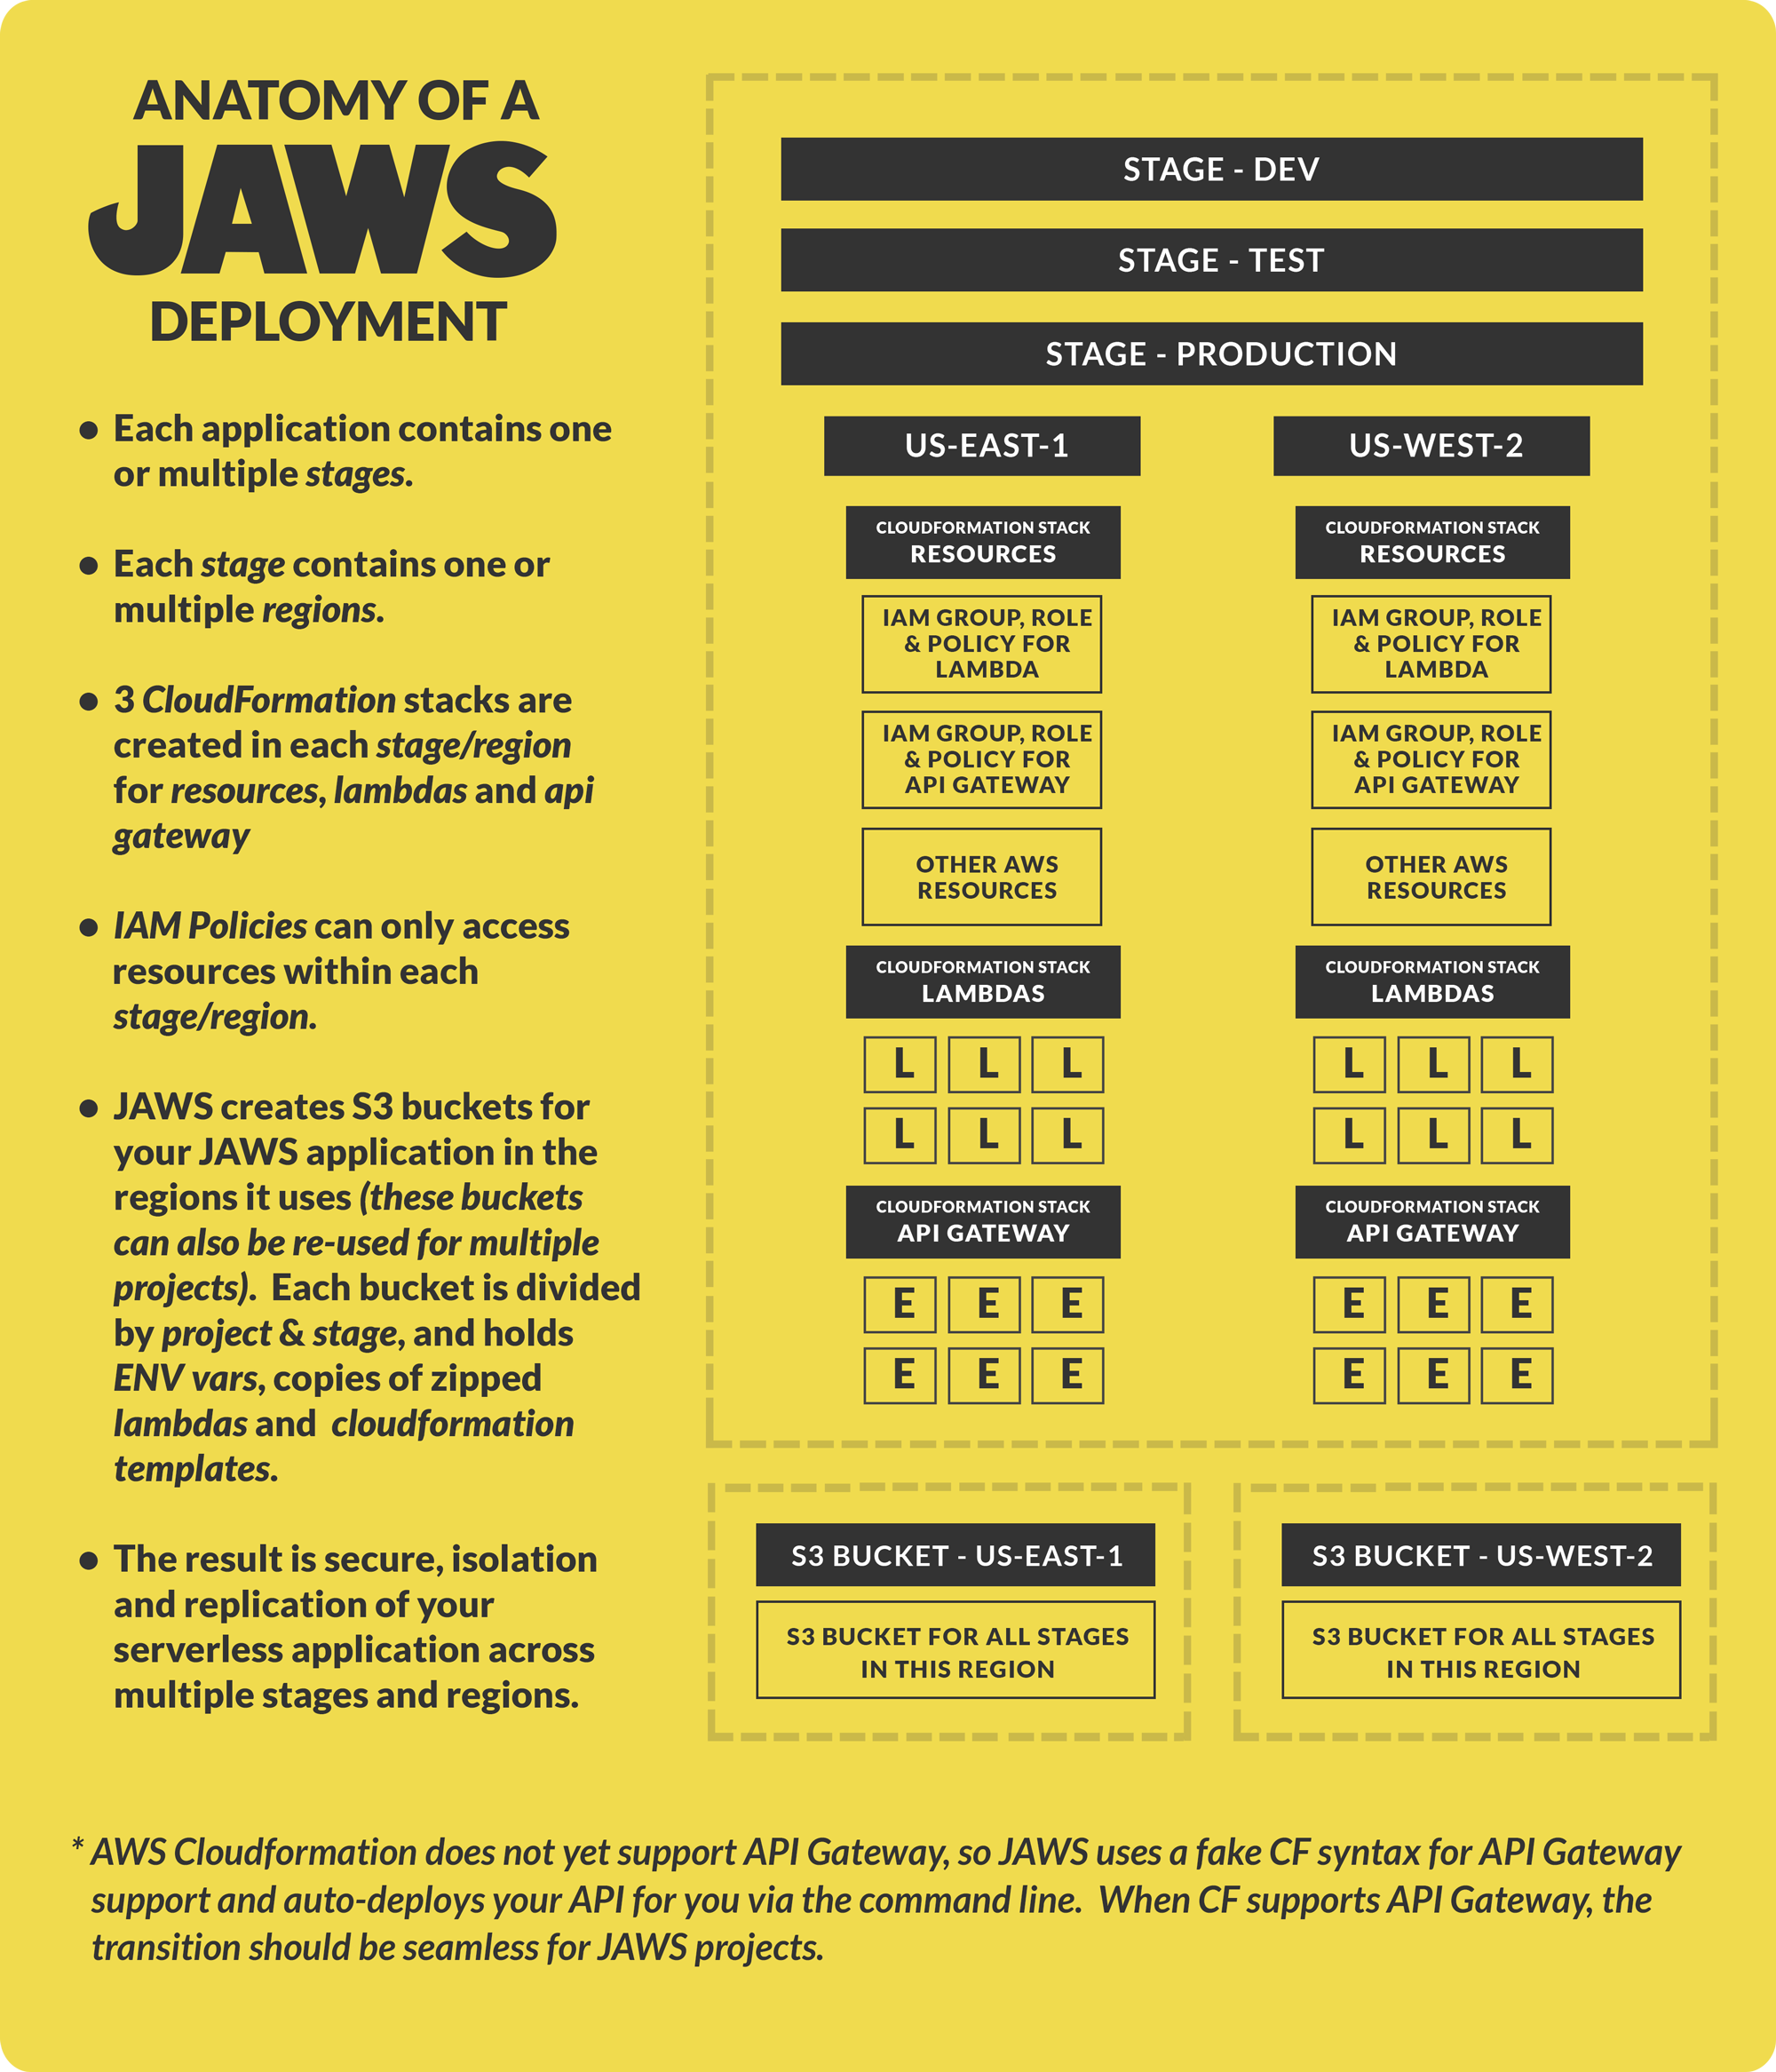 ANATOMY OF A
JAWS
DEPLOYMENT
● Each application contains one
or multiple stages.
● Each stage contains one or
multiple regions.
● 3 CloudFormation stacks are
created in each stage/region
for resources, lambdas and api
gateway
● IAM Policies can only access
resources within each
stage/region.
● JAWS creates S3 buckets for
your JAWS application in the
regions it uses (these buckets
can also be re-used for multiple
projects).  Each bucket is divided
by project & stage, and holds
ENV vars, copies of zipped
lambdas and  cloudformation
templates.
● The result is secure, isolation
and replication of your
serverless application across
multiple stages and regions.
STAGE - DEV
STAGE - TEST
STAGE - PRODUCTION
US-EAST-1
CLOUDFORMATION STACK
RESOURCES
IAM GROUP, ROLE
& POLICY FOR
LAMBDA
IAM GROUP, ROLE
& POLICY FOR
API GATEWAY
OTHER AWS
RESOURCES
CLOUDFORMATION STACK
LAMBDAS
L L L
L L L
CLOUDFORMATION STACK
API GATEWAY
E E E
E E E
US-WEST-2
CLOUDFORMATION STACK
RESOURCES
IAM GROUP, ROLE
& POLICY FOR
LAMBDA
IAM GROUP, ROLE
& POLICY FOR
API GATEWAY
OTHER AWS
RESOURCES
CLOUDFORMATION STACK
LAMBDAS
L L L
L L L
CLOUDFORMATION STACK
API GATEWAY
E E E
E E E
S3 BUCKET - US-EAST-1
S3 BUCKET FOR ALL STAGES
IN THIS REGION
S3 BUCKET - US-WEST-2
S3 BUCKET FOR ALL STAGES
IN THIS REGION
* AWS Cloudformation does not yet support API Gateway, so JAWS uses a fake CF syntax for API Gateway
support and auto-deploys your API for you via the command line.  When CF supports API Gateway, the
transition should be seamless for JAWS projects.